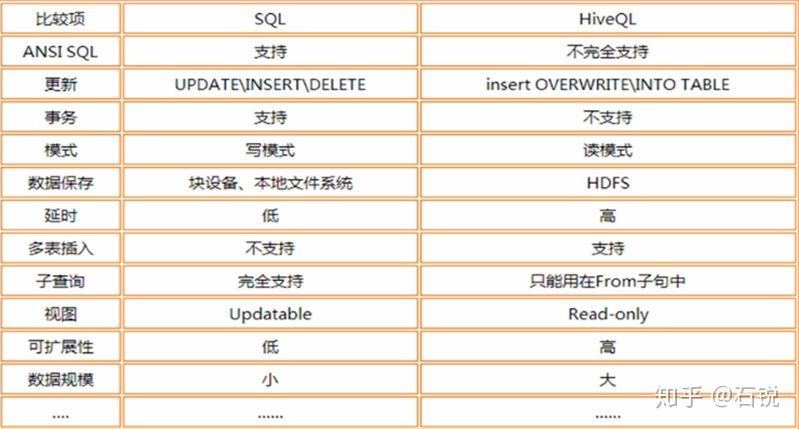 比较项 SQL HiveQL
ANSI SQL 支持 不完全支持
更新 UPDATE\INSERT\DELETE insert OVERWRITE\INTO TABLE
事务 支持 不支持
模式 写模式 读模式
数据保存 块设备、本地文件系统 HDFS
延时 低 高
多表插入 不支持 支持
子查询 完全支持 只能用在From子句中
视图 Updatable Read-only
可扩展性 低 高
数据规模 小 大
.... ...... ......
知乎 @石锐